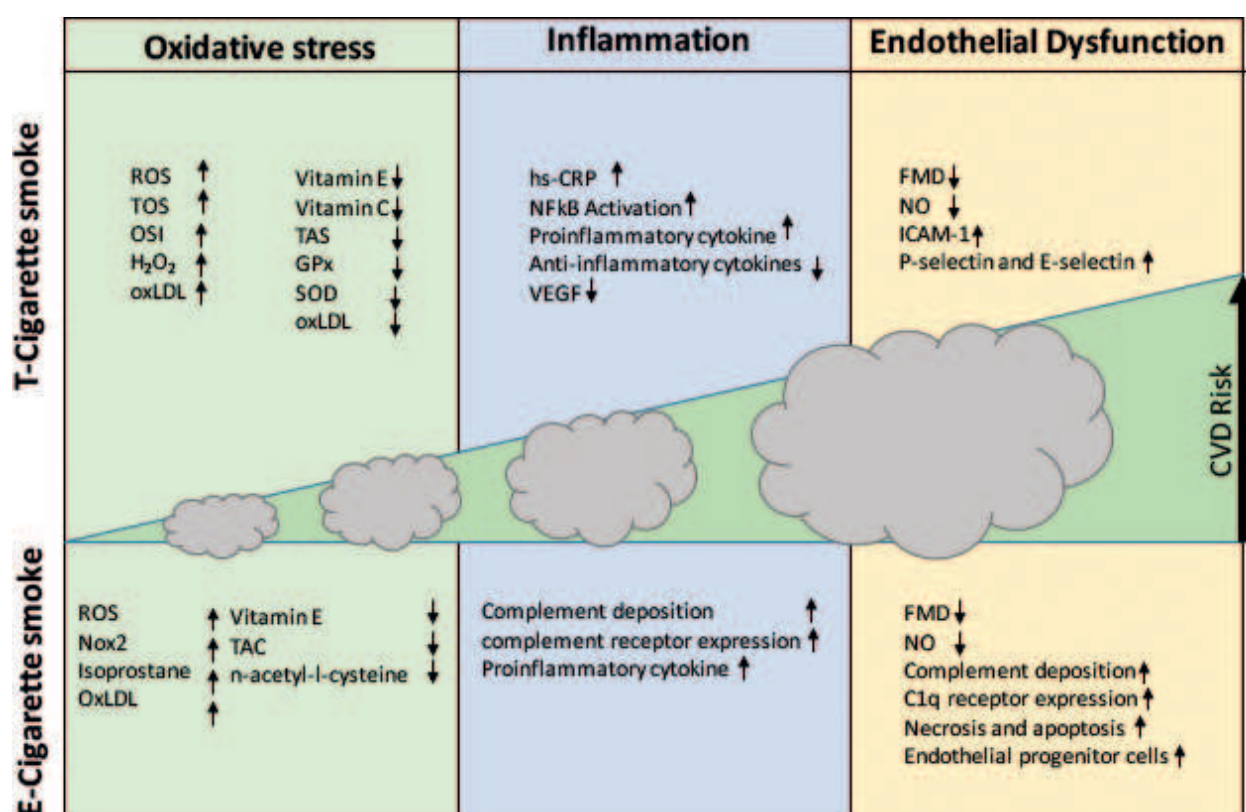 Oxidative stress
Inflammation
Endothelial Dysfunction
T-Cigarette smoke
ROS ↑
TOS ↑
OSI ↑
H₂O₂ ↑
oxLDL ↑
Vitamin E ↓
Vitamin C ↓
TAS ↓
GPx ↓
SOD ↓
oxLDL ↓
hs-CRP ↑
NFkB Activation ↑
Proinflammatory cytokine ↑
Anti-inflammatory cytokines ↓
VEGF ↓
FMD ↓
NO ↓
ICAM-1 ↑
P-selectin and E-selectin ↑
CVD Risk
E-Cigarette smoke
ROS ↑
Nox2 ↑
Isoprostane ↑
OxLDL ↑
Vitamin E ↓
TAC ↓
n-acetyl-l-cysteine ↓
Complement deposition ↑
complement receptor expression ↑
Proinflammatory cytokine ↑
FMD ↓
NO ↓
Complement deposition ↑
C1q receptor expression ↑
Necrosis and apoptosis ↑
Endothelial progenitor cells ↑